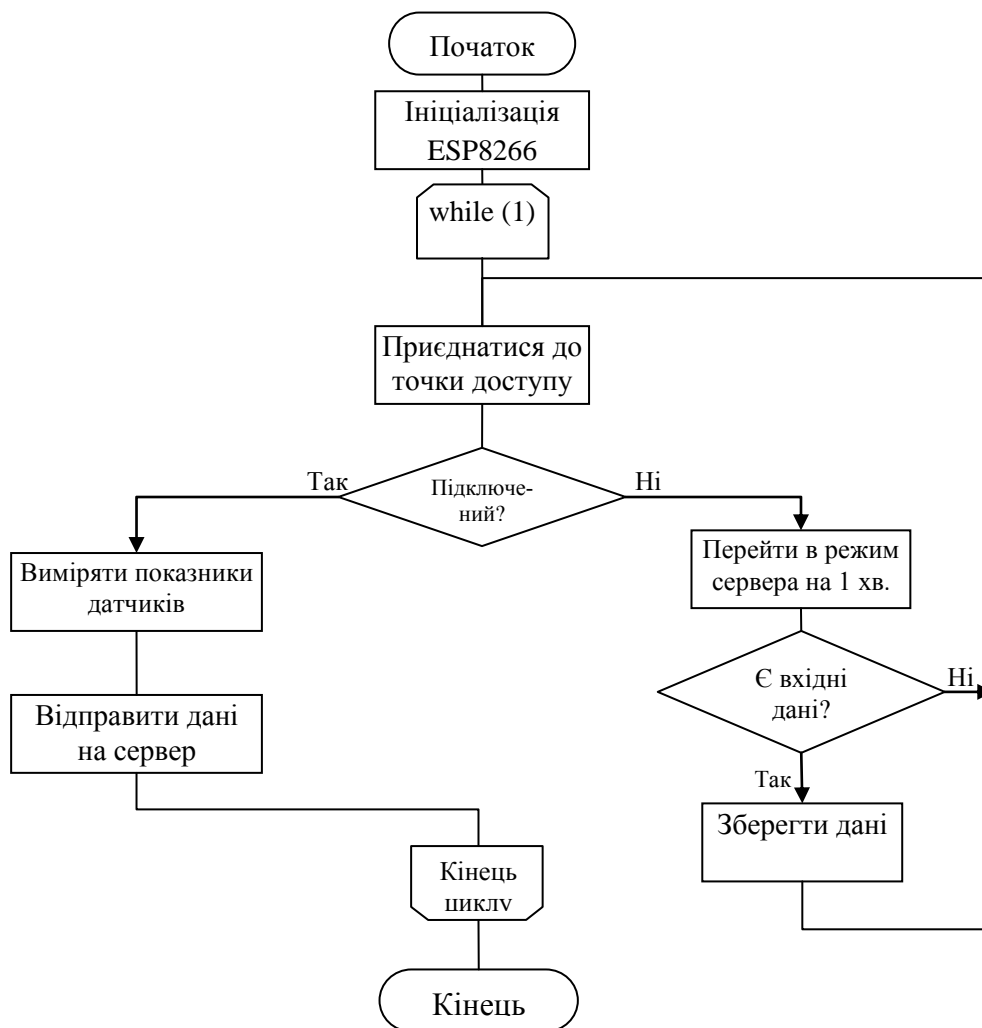 Початок
Ініціалізація
ESP8266
while (1)
Приєднатися до
точки доступу
Підключе-
ний?
Так
Ні
Виміряти показники
датчиків
Відправити дані
на сервер
Перейти в режим
сервера на 1 хв.
Є вхідні
дані?
Ні
Так
Зберегти дані
Кінець
циклу
Кінець